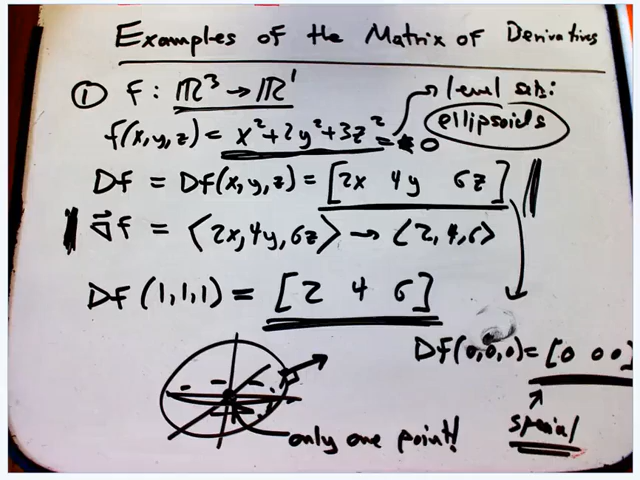 Examples of the Matrix of Derivatives
① f: ℝ³ → ℝ¹
level sets:
ellipsoids
f(x,y,z) = x²+2y²+3z² = 0
Df = Df(x,y,z) = [2x 4y 6z]
∇⃗f = ⟨2x,4y,6z⟩ → ⟨2,4,6⟩
Df(1,1,1) = [2 4 6]
Df(0,0,0) = [0 0 0]
special
only one point!